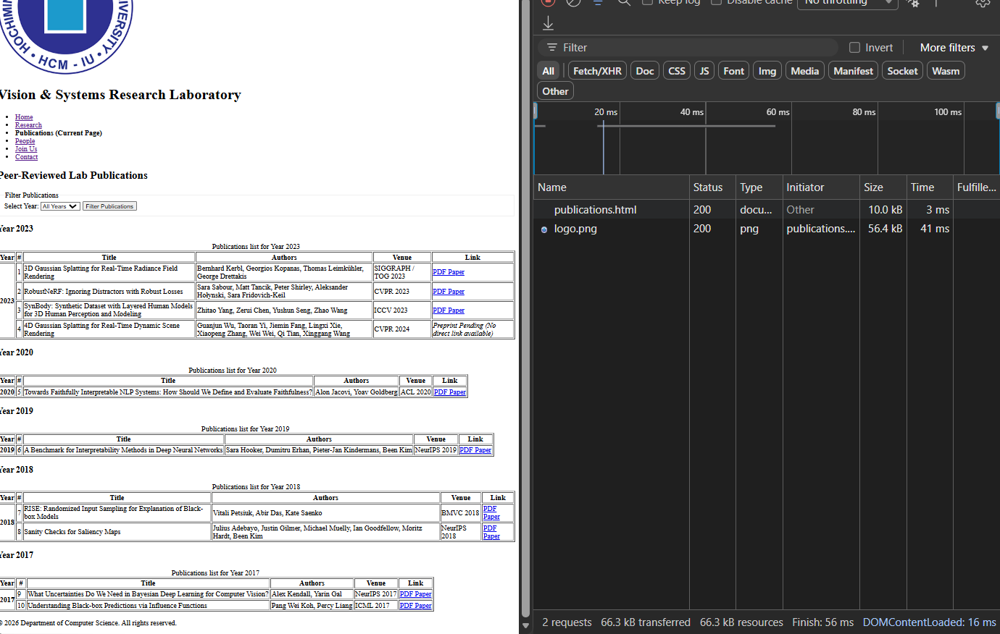 HOCHIMINH
UNIVERSITY
• HCM - IU •
Vision & Systems Research Laboratory
Home
Research
Publications (Current Page)
People
Join Us
Contact
Peer-Reviewed Lab Publications
Filter Publications
Select Year: All Years Filter Publications
Year 2023
Publications list for Year 2023
Year # Title Authors Venue Link
2023
1 3D Gaussian Splatting for Real-Time Radiance Field Rendering Bernhard Kerbl, Georgios Kopanas, Thomas Leimkühler, George Drettakis SIGGRAPH / TOG 2023 PDF Paper
2 RobustNeRF: Ignoring Distractors with Robust Losses Sara Sabour, Matt Tancik, Peter Shirley, Aleksander Hołynski, Sara Fridovich-Keil CVPR 2023 PDF Paper
3 SynBody: Synthetic Dataset with Layered Human Models for 3D Human Perception and Modeling Zhitao Yang, Zerui Chen, Yushun Seng, Zhao Wang ICCV 2023 PDF Paper
4 4D Gaussian Splatting for Real-Time Dynamic Scene Rendering Guanjun Wu, Taoran Yi, Jiemin Fang, Lingxi Xie, Xiaopeng Zhang, Wei Wei, Qi Tian, Xinggang Wang CVPR 2024 Preprint Pending (No direct link available)
Year 2020
Publications list for Year 2020
Year # Title Authors Venue Link
2020 5 Towards Faithfully Interpretable NLP Systems: How Should We Define and Evaluate Faithfulness? Alon Jacovi, Yoav Goldberg ACL 2020 PDF Paper
Year 2019
Publications list for Year 2019
Year # Title Authors Venue Link
2019 6 A Benchmark for Interpretability Methods in Deep Neural Networks Sara Hooker, Dumitru Erhan, Pieter-Jan Kindermans, Been Kim NeurIPS 2019 PDF Paper
Year 2018
Publications list for Year 2018
Year # Title Authors Venue Link
2018
7 RISE: Randomized Input Sampling for Explanation of Black-box Models Vitali Petsiuk, Abir Das, Kate Saenko BMVC 2018 PDF Paper
8 Sanity Checks for Saliency Maps Julius Adebayo, Justin Gilmer, Michael Muelly, Ian Goodfellow, Moritz Hardt, Been Kim NeurIPS 2018 PDF Paper
Year 2017
Publications list for Year 2017
Year # Title Authors Venue Link
2017
9 What Uncertainties Do We Need in Bayesian Deep Learning for Computer Vision? Alex Kendall, Yarin Gal NeurIPS 2017 PDF Paper
10 Understanding Black-box Predictions via Influence Functions Pang Wei Koh, Percy Liang ICML 2017 PDF Paper
© 2026 Department of Computer Science. All rights reserved.
Keep log Disable cache No throttling
Filter Invert More filters
All Fetch/XHR Doc CSS JS Font Img Media Manifest Socket Wasm
Other
20 ms 40 ms 60 ms 80 ms 100 ms
Name Status Type Initiator Size Time Fulfille...
publications.html 200 docu... Other 10.0 kB 3 ms
logo.png 200 png publications.... 56.4 kB 41 ms
2 requests 66.3 kB transferred 66.3 kB resources Finish: 56 ms DOMContentLoaded: 16 ms